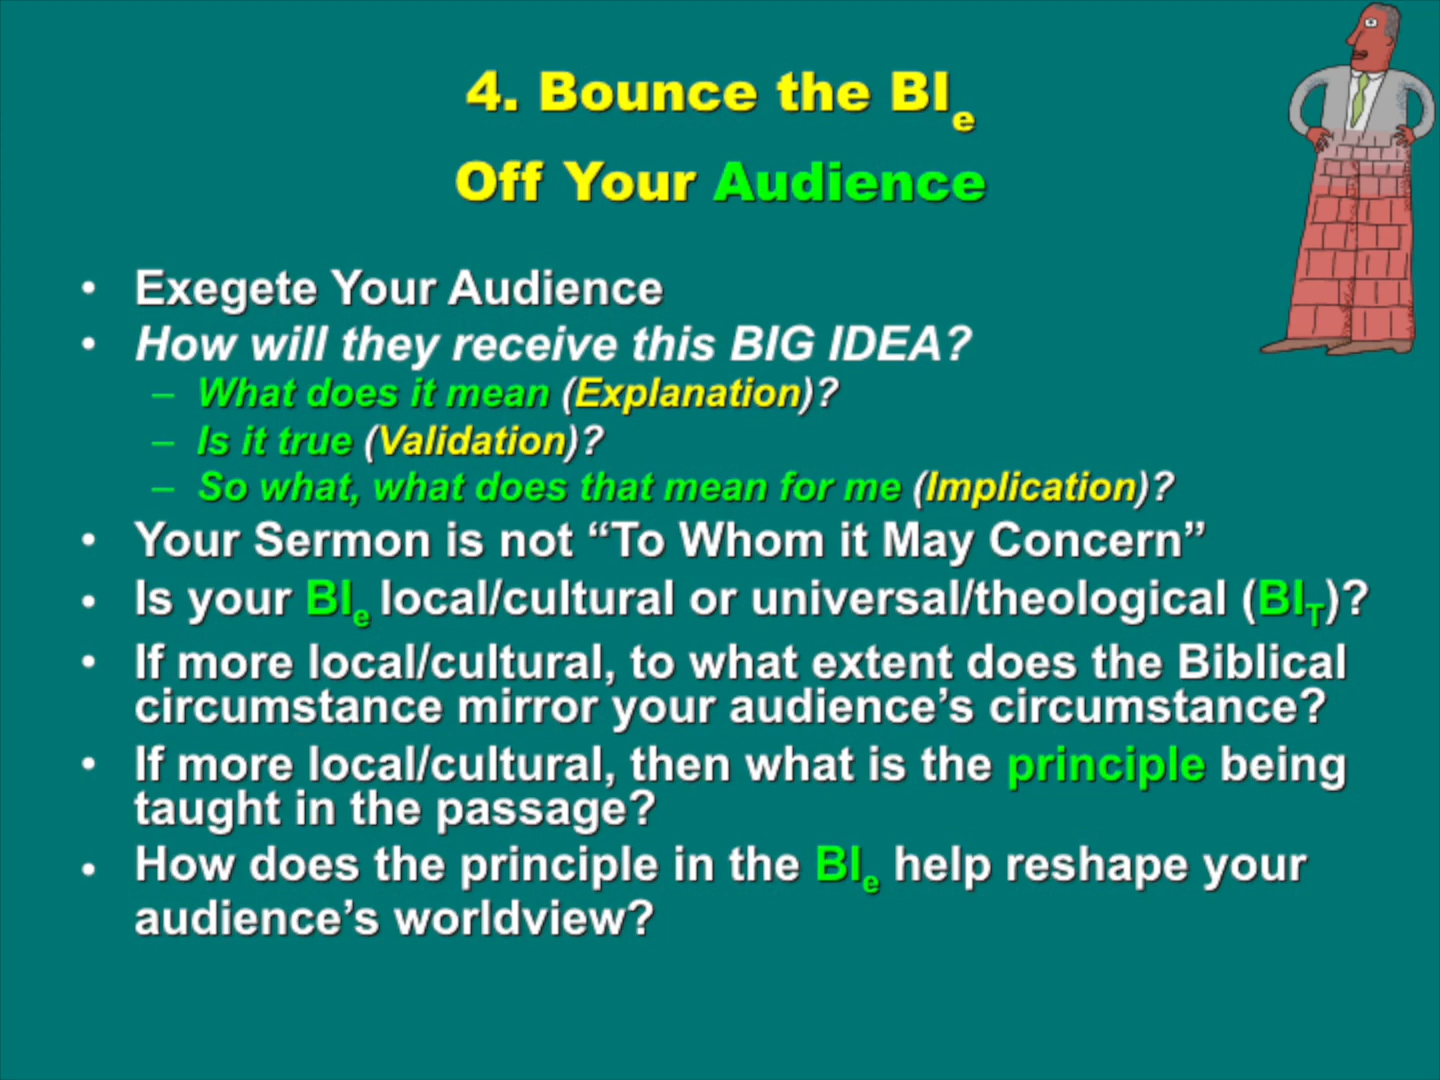 4. Bounce the BIe
Off Your Audience
• Exegete Your Audience
• How will they receive this BIG IDEA?
– What does it mean (Explanation)?
– Is it true (Validation)?
– So what, what does that mean for me (Implication)?
• Your Sermon is not “To Whom it May Concern”
• Is your BIe local/cultural or universal/theological (BIT)?
• If more local/cultural, to what extent does the Biblical
circumstance mirror your audience’s circumstance?
• If more local/cultural, then what is the principle being
taught in the passage?
• How does the principle in the BIe help reshape your
audience’s worldview?